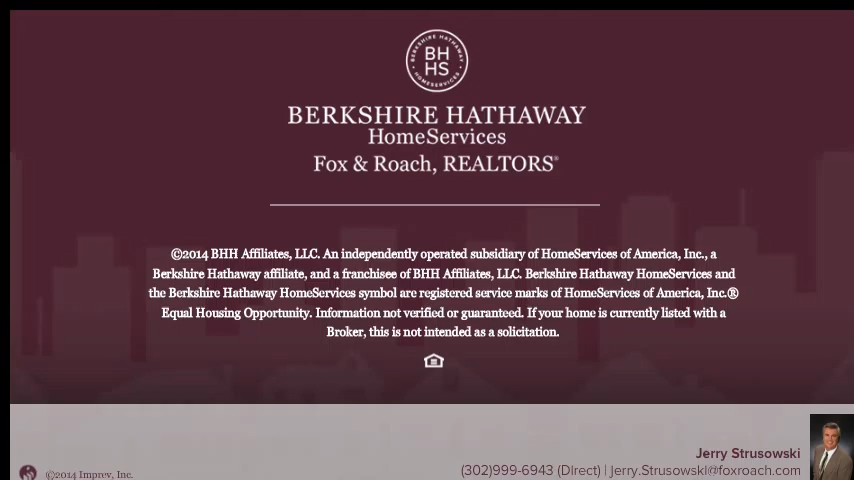 BERKSHIRE HATHAWAY
HOMESERVICES
BH
HS
BERKSHIRE HATHAWAY
HomeServices
Fox & Roach, REALTORS®
©2014 BHH Affiliates, LLC. An independently operated subsidiary of HomeServices of America, Inc., a
Berkshire Hathaway affiliate, and a franchisee of BHH Affiliates, LLC. Berkshire Hathaway HomeServices and
the Berkshire Hathaway HomeServices symbol are registered service marks of HomeServices of America, Inc.®
Equal Housing Opportunity. Information not verified or guaranteed. If your home is currently listed with a
Broker, this is not intended as a solicitation.
Jerry Strusowski
(302)999-6943 (Direct) | Jerry.Strusowski@foxroach.com
©2014 Imprev, Inc.